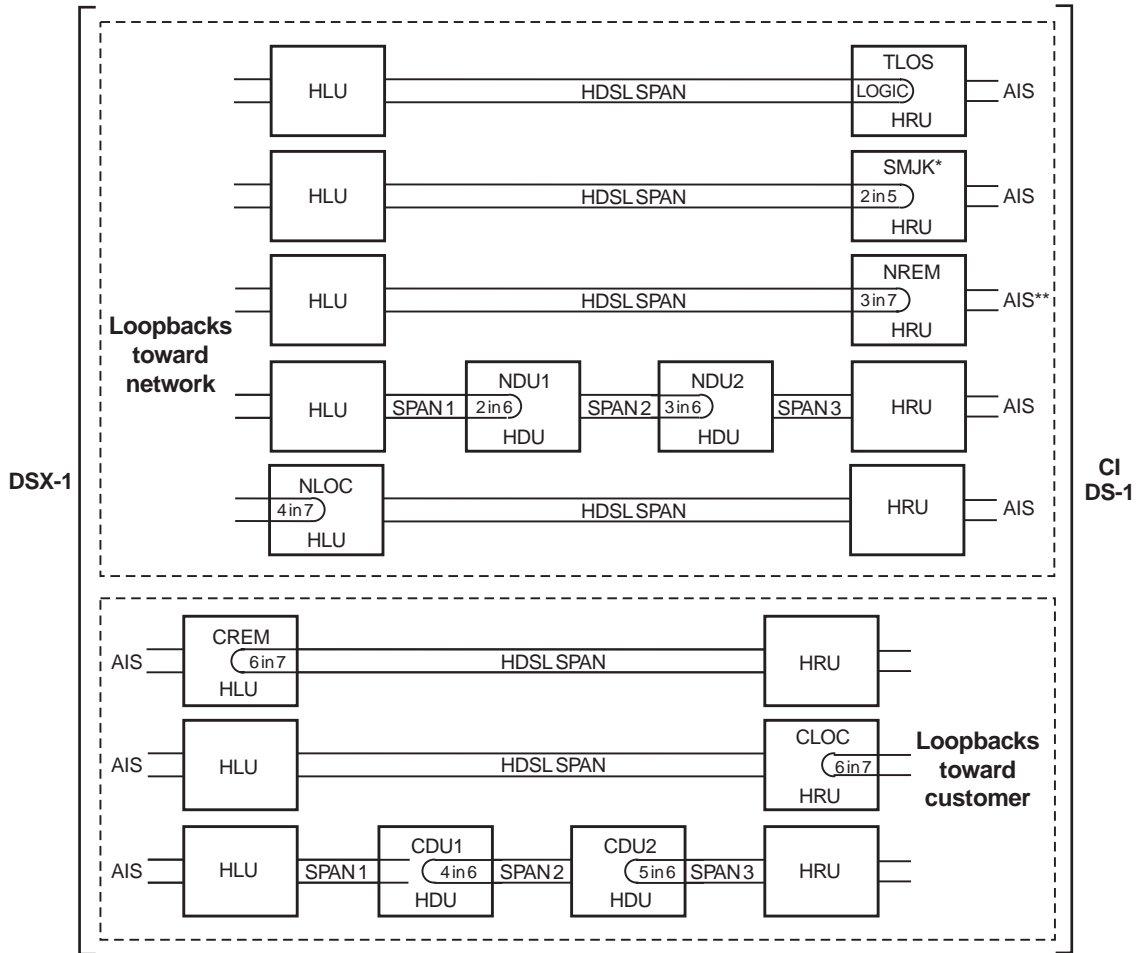 TLOS
HLU
HDSL SPAN
LOGIC
AIS
HRU
SMJK*
HLU
HDSL SPAN
2 in 5
AIS
HRU
NREM
HLU
HDSL SPAN
3 in 7
AIS**
HRU
Loopbacks
toward
network
NDU1
NDU2
HLU
SPAN 1
2 in 6
SPAN 2
3 in 6
SPAN 3
HRU
AIS
HDU
HDU
DSX-1
CI
DS-1
NLOC
4 in 7
HDSL SPAN
HRU
AIS
HLU
CREM
AIS
6 in 7
HDSL SPAN
HRU
HLU
CLOC
AIS
HLU
HDSL SPAN
6 in 7
HRU
Loopbacks
toward
customer
CDU1
CDU2
AIS
HLU
SPAN 1
4 in 6
SPAN 2
5 in 6
SPAN 3
HRU
HDU
HDU